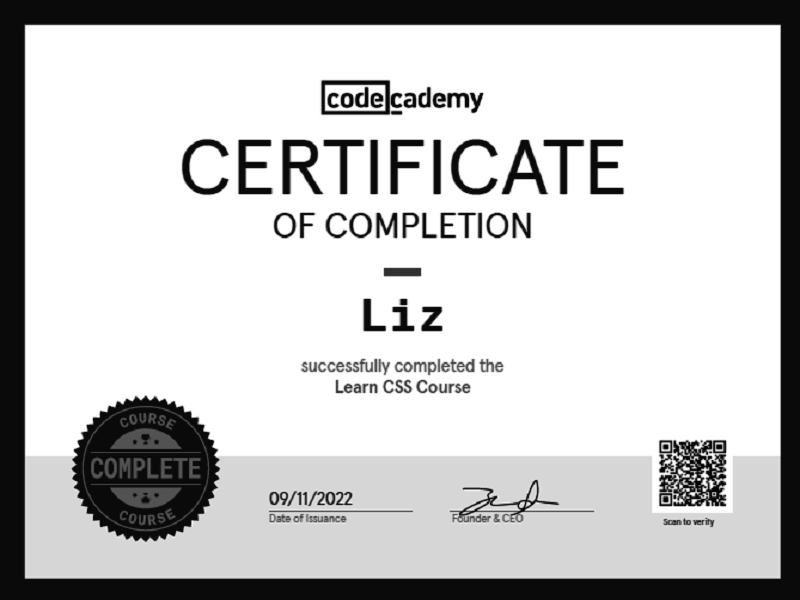 codecademy
CERTIFICATE
OF COMPLETION
Liz
successfully completed the
Learn CSS Course
COURSE
COMPLETE
COURSE
09/11/2022
Date of Issuance
Founder & CEO
Scan to verify